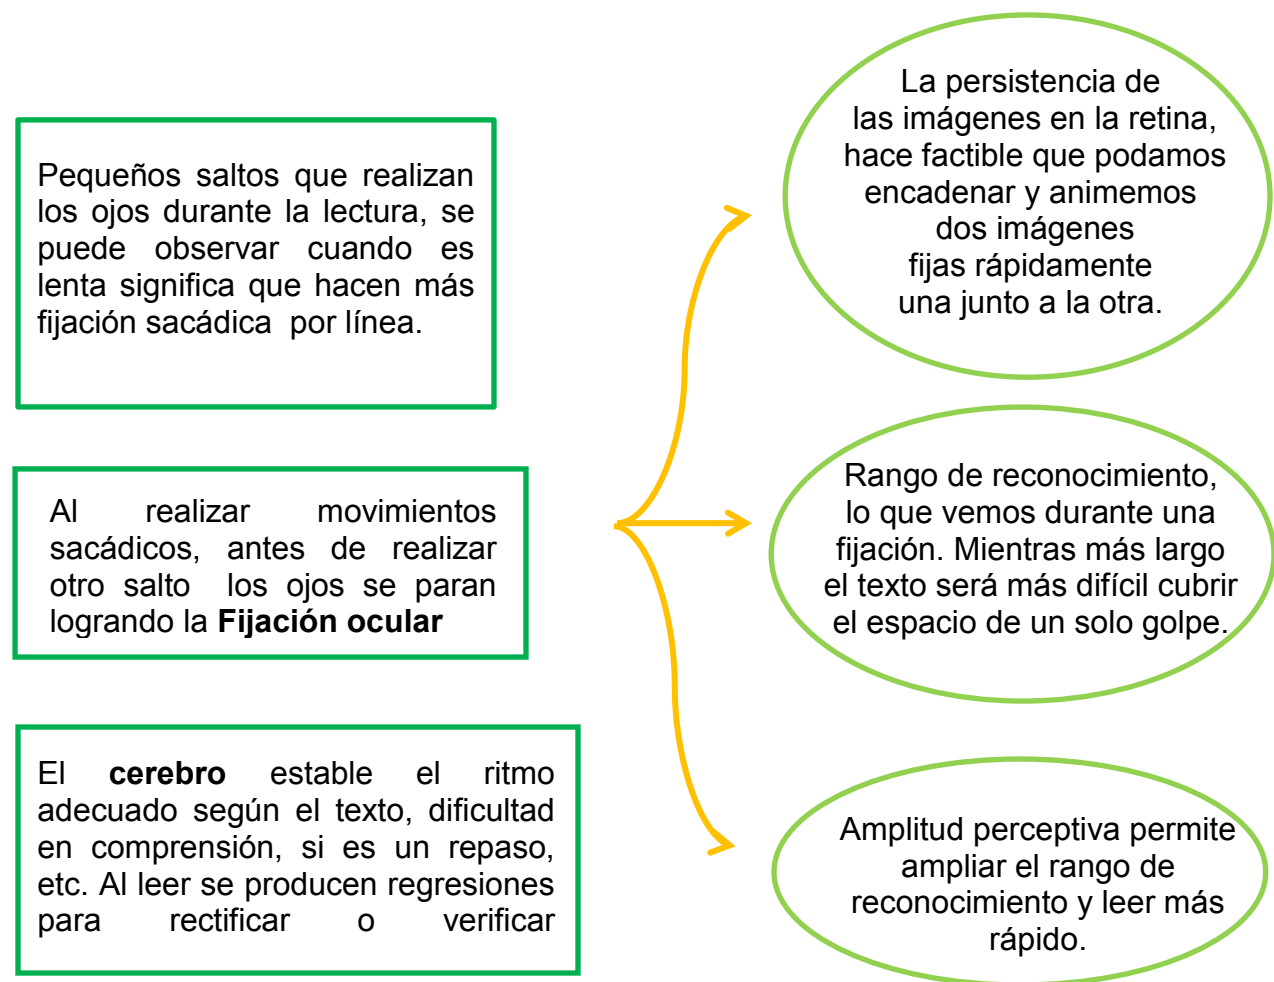 Pequeños saltos que realizan
los ojos durante la lectura, se
puede observar cuando es
lenta significa que hacen más
fijación sacádica por línea.
Al realizar movimientos
sacádicos, antes de realizar
otro salto los ojos se paran
logrando la Fijación ocular
El cerebro estable el ritmo
adecuado según el texto, dificultad
en comprensión, si es un repaso,
etc. Al leer se producen regresiones
para rectificar o verificar
La persistencia de
las imágenes en la retina,
hace factible que podamos
encadenar y animemos
dos imágenes
fijas rápidamente
una junto a la otra.
Rango de reconocimiento,
lo que vemos durante una
fijación. Mientras más largo
el texto será más difícil cubrir
el espacio de un solo golpe.
Amplitud perceptiva permite
ampliar el rango de
reconocimiento y leer más
rápido.